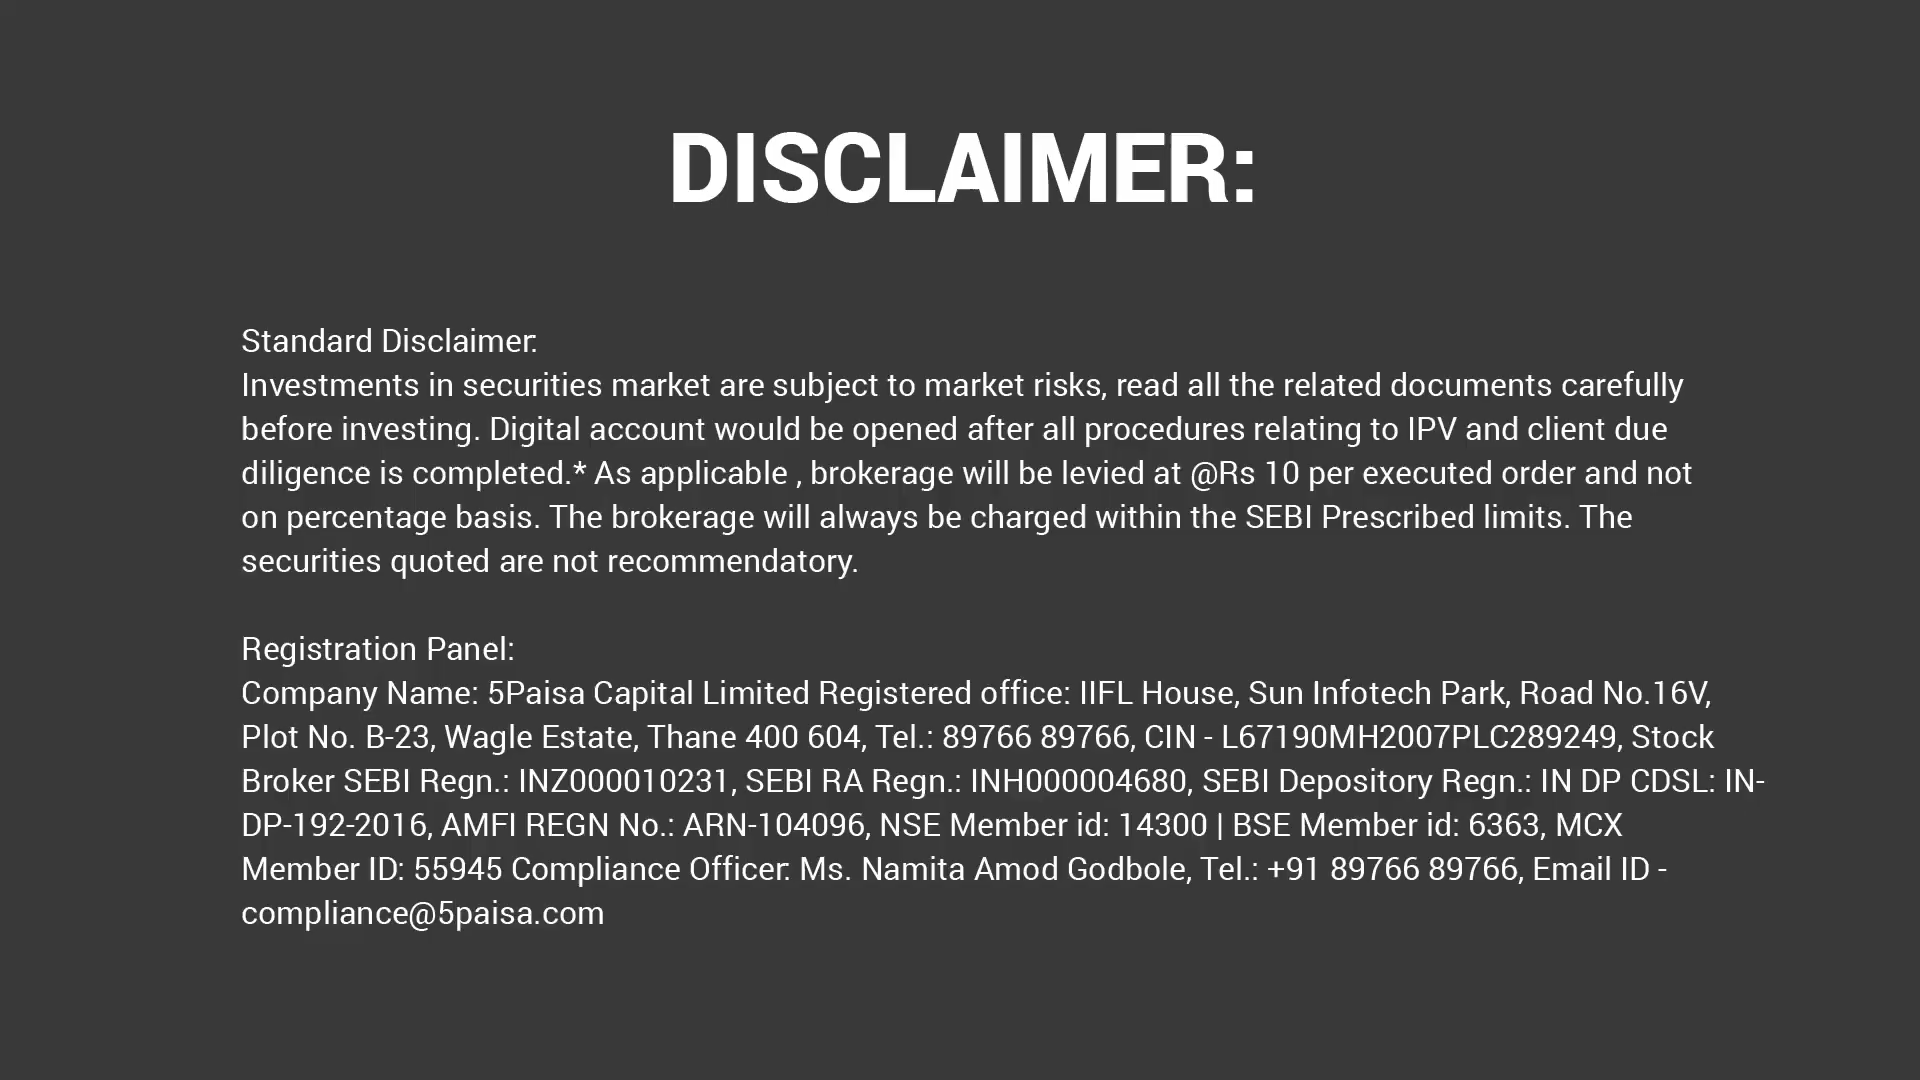 DISCLAIMER:
Standard Disclaimer:
Investments in securities market are subject to market risks, read all the related documents carefully
before investing. Digital account would be opened after all procedures relating to IPV and client due
diligence is completed.* As applicable , brokerage will be levied at @Rs 10 per executed order and not
on percentage basis. The brokerage will always be charged within the SEBI Prescribed limits. The
securities quoted are not recommendatory.
Registration Panel:
Company Name: 5Paisa Capital Limited Registered office: IIFL House, Sun Infotech Park, Road No.16V,
Plot No. B-23, Wagle Estate, Thane 400 604, Tel.: 89766 89766, CIN - L67190MH2007PLC289249, Stock
Broker SEBI Regn.: INZ000010231, SEBI RA Regn.: INH000004680, SEBI Depository Regn.: IN DP CDSL: IN-
DP-192-2016, AMFI REGN No.: ARN-104096, NSE Member id: 14300 | BSE Member id: 6363, MCX
Member ID: 55945 Compliance Officer: Ms. Namita Amod Godbole, Tel.: +91 89766 89766, Email ID -
compliance@5paisa.com